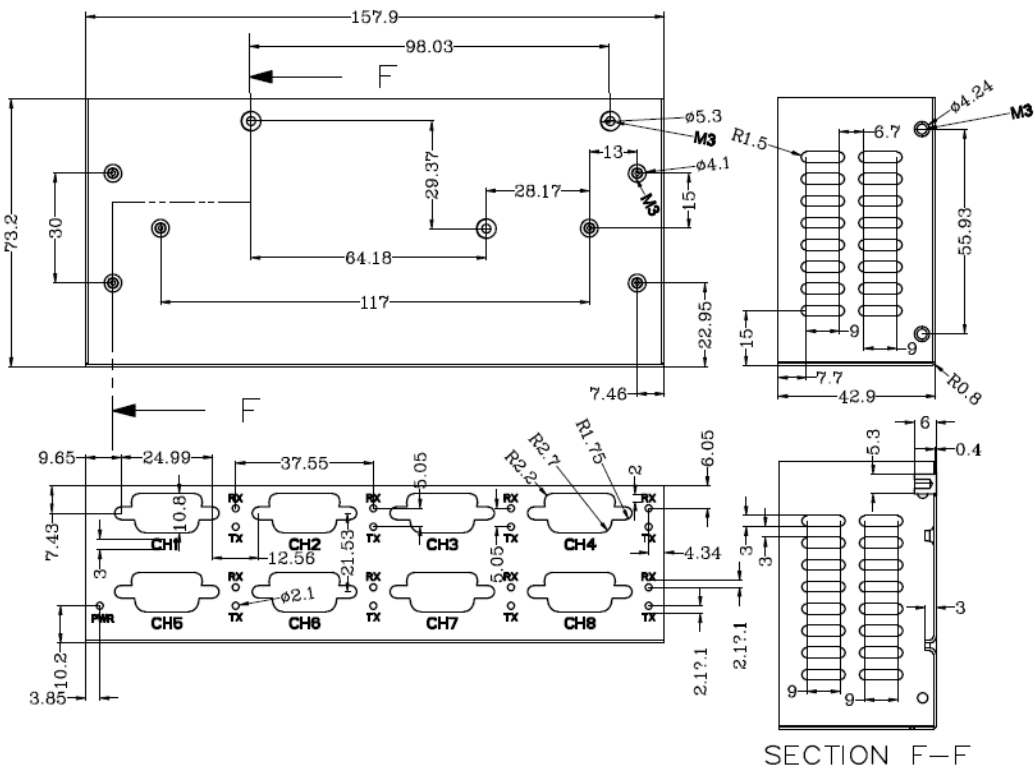 157.9
98.03
F
ø5.3
M3
13
ø4.1
M3
29.37
28.17
15
30
73.2
64.18
117
22.95
7.46
F
ø4.24
M3
R1.5
6.7
55.93
15
9
9
7.7
42.9
R0.8
9.65
24.99
37.55
5.05
R2.2
R2.7
R1.75
2
6.05
7.43
10.8
RX
RX
RX
RX
TX
TX
TX
TX
CH1
CH2
CH3
CH4
3
12.56
21.53
5.05
4.34
RX
RX
RX
RX
ø2.1
PWR
TX
TX
TX
TX
CH5
CH6
CH7
CH8
10.2
3.85
2.1?.1
2.1?.1
6
5.3
0.4
3
3
3
9
9
SECTION F-F